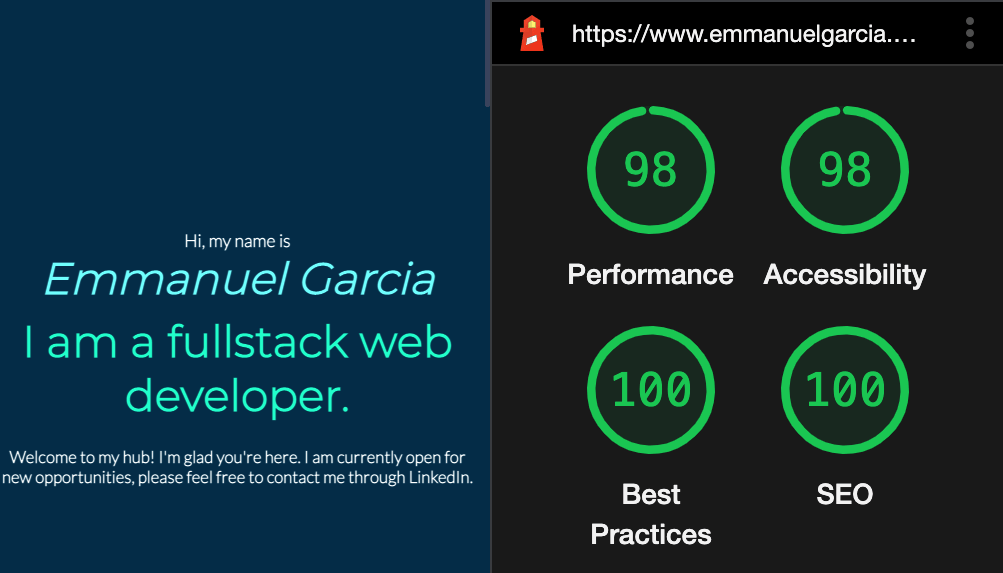 Hi, my name is
Emmanuel Garcia
I am a fullstack web
developer.
Welcome to my hub! I'm glad you're here. I am currently open for
new opportunities, please feel free to contact me through LinkedIn.
https://www.emmanuelgarcia....
98
98
Performance
Accessibility
100
100
Best
Practices
SEO